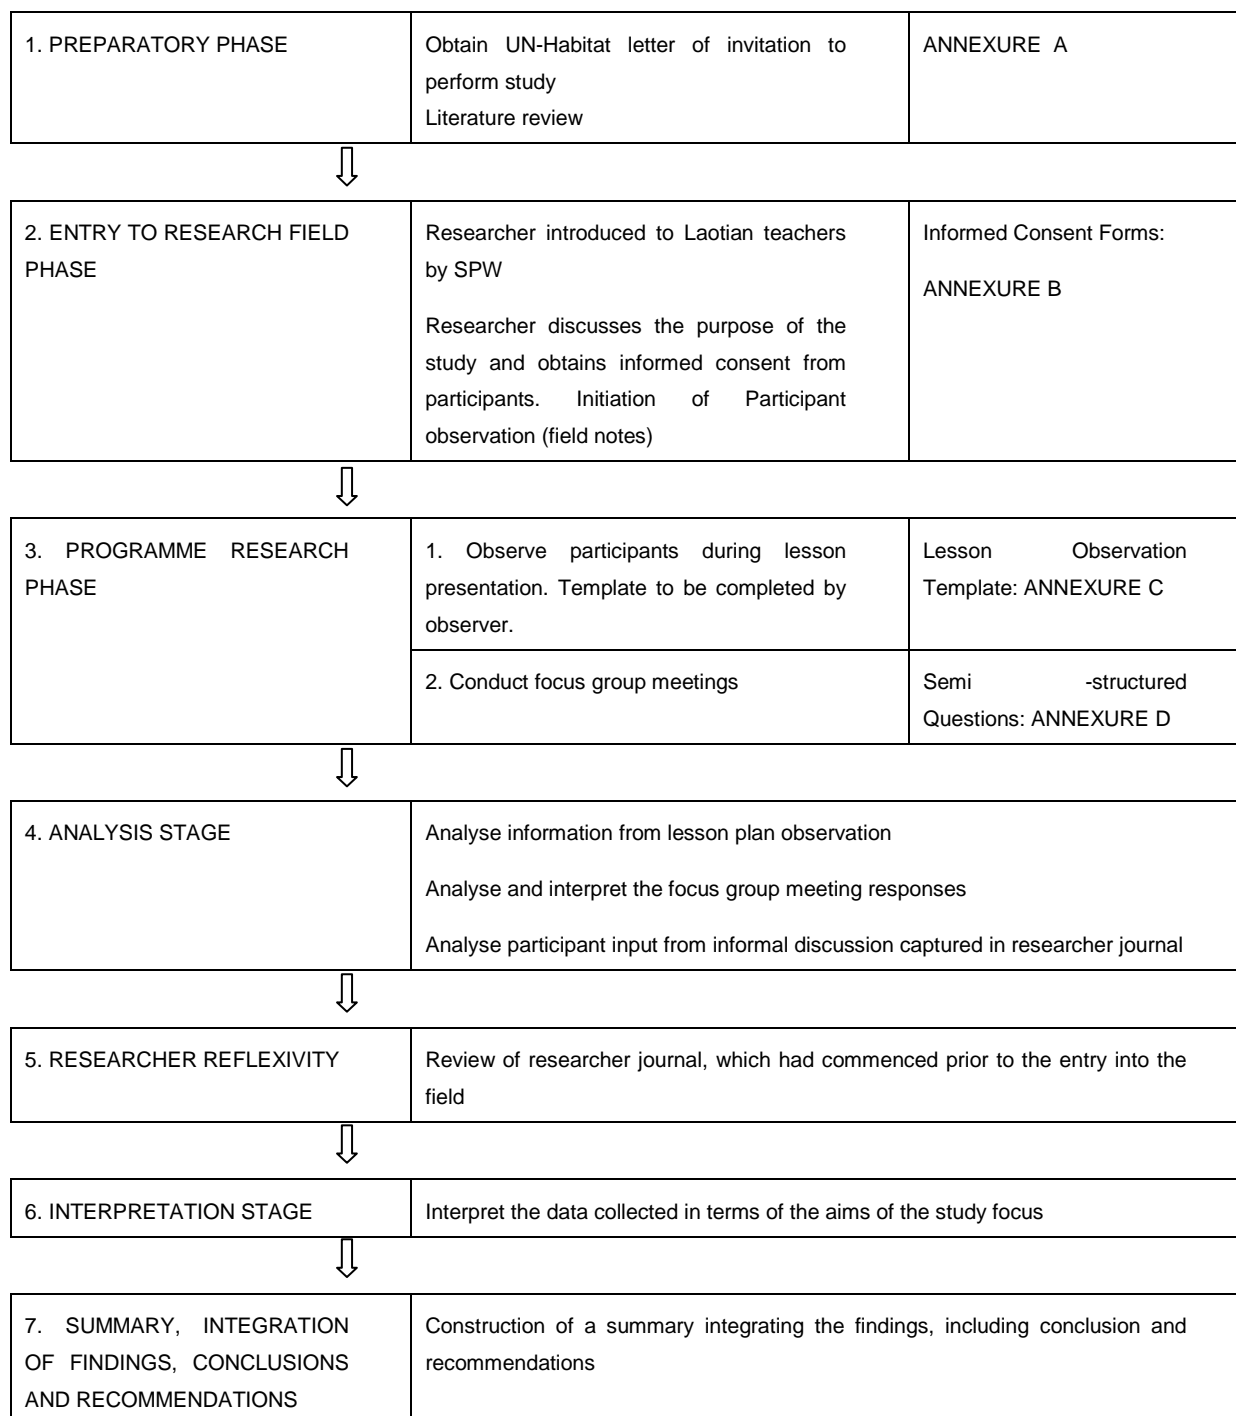 1. PREPARATORY PHASE
Obtain UN-Habitat letter of invitation to
perform study
Literature review
ANNEXURE A
2. ENTRY TO RESEARCH FIELD
PHASE
Researcher introduced to Laotian teachers
by SPW
Researcher discusses the purpose of the
study and obtains informed consent from
participants. Initiation of Participant
observation (field notes)
Informed Consent Forms:
ANNEXURE B
3. PROGRAMME RESEARCH
PHASE
1. Observe participants during lesson
presentation. Template to be completed by
observer.
Lesson Observation
Template: ANNEXURE C
2. Conduct focus group meetings
Semi -structured
Questions: ANNEXURE D
4. ANALYSIS STAGE
Analyse information from lesson plan observation
Analyse and interpret the focus group meeting responses
Analyse participant input from informal discussion captured in researcher journal
5. RESEARCHER REFLEXIVITY
Review of researcher journal, which had commenced prior to the entry into the
field
6. INTERPRETATION STAGE
Interpret the data collected in terms of the aims of the study focus
7. SUMMARY, INTEGRATION
OF FINDINGS, CONCLUSIONS
AND RECOMMENDATIONS
Construction of a summary integrating the findings, including conclusion and
recommendations